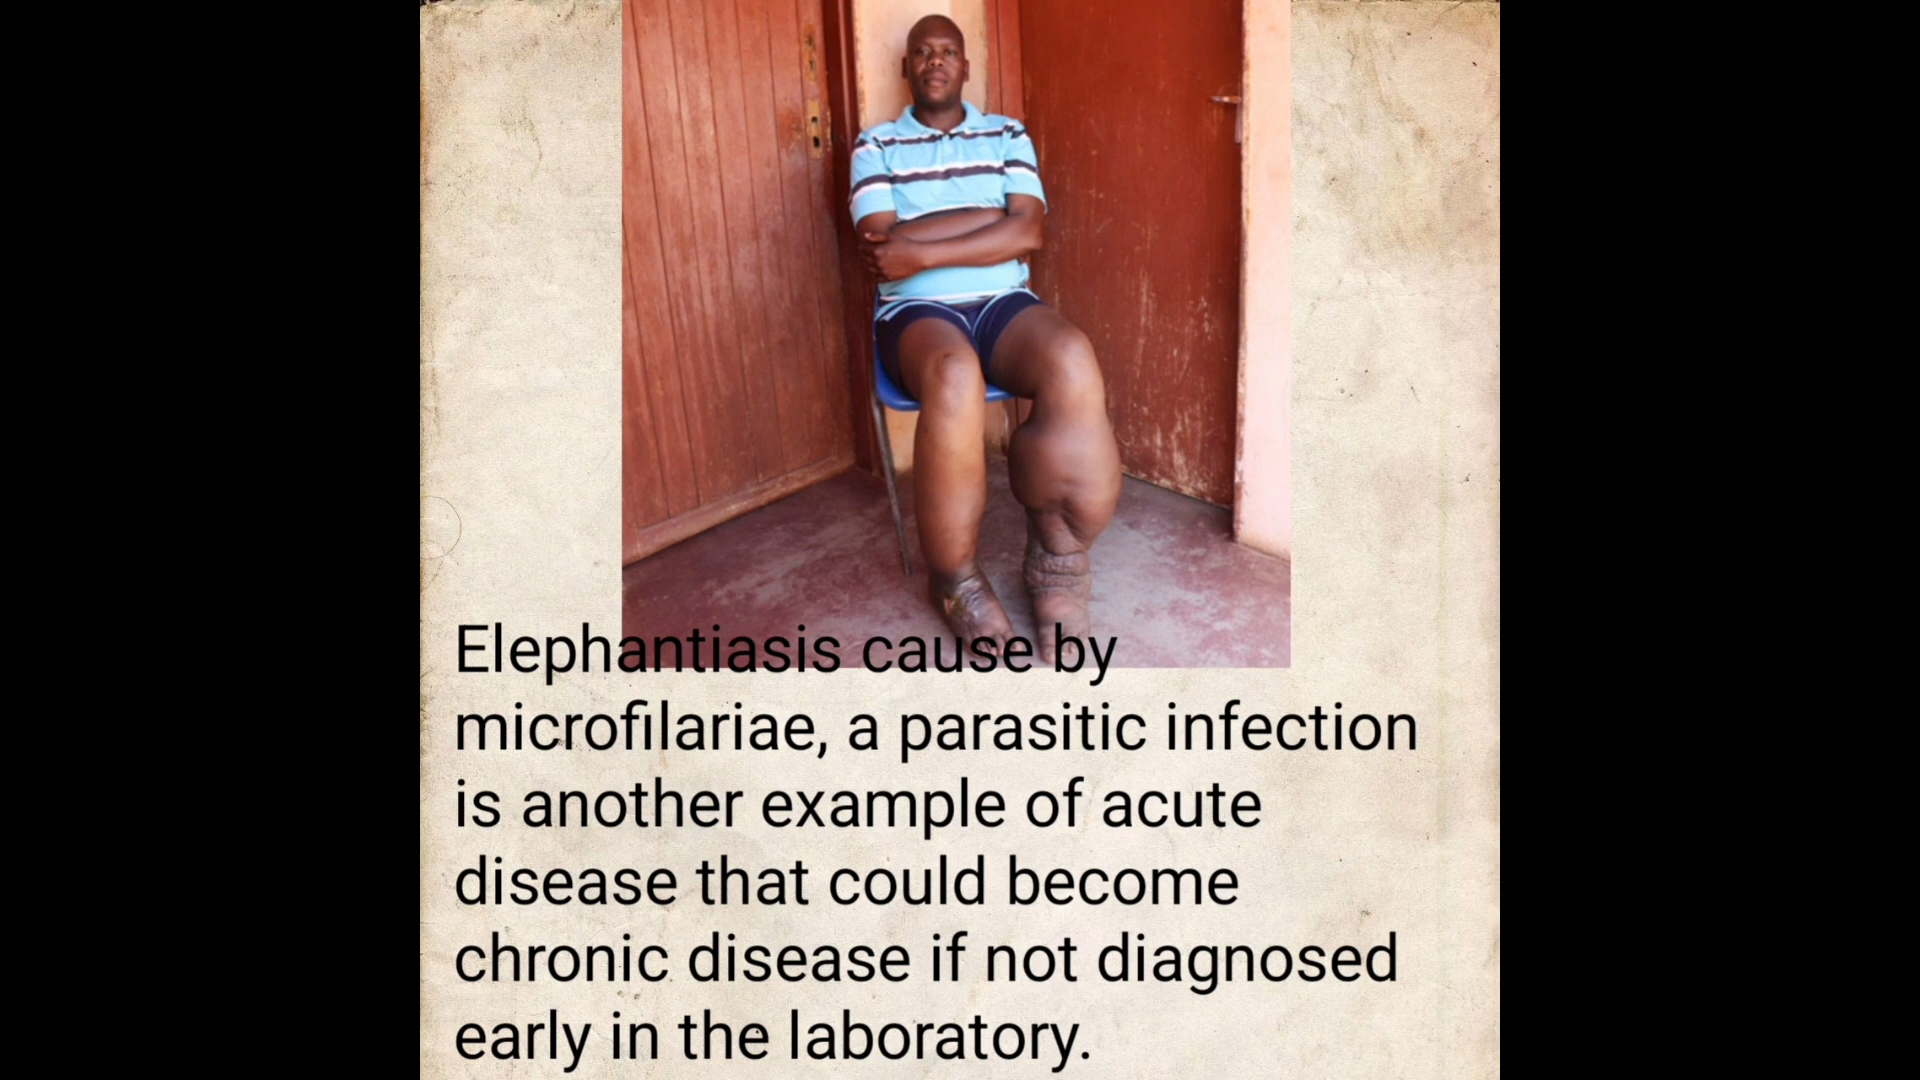 Elephantiasis cause by
microfilariae, a parasitic infection
is another example of acute
disease that could become
chronic disease if not diagnosed
early in the laboratory.